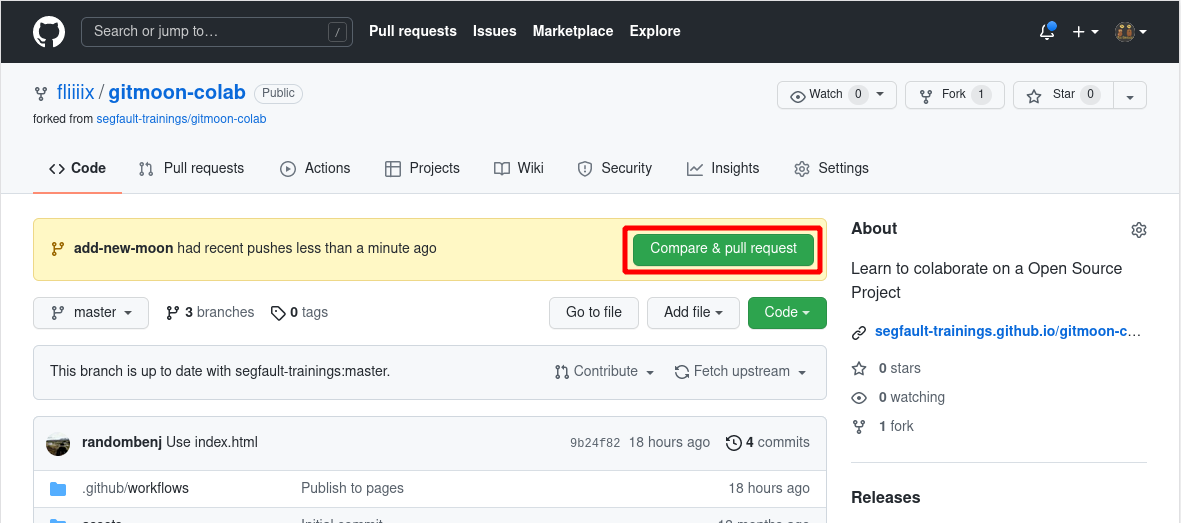 Search or jump to… / Pull requests Issues Marketplace Explore
fliiiix / gitmoon-colab Public Watch 0 Fork 1 Star 0
forked from segfault-trainings/gitmoon-colab
Code Pull requests Actions Projects Wiki Security Insights Settings
add-new-moon had recent pushes less than a minute ago Compare & pull request
master 3 branches 0 tags Go to file Add file Code
This branch is up to date with segfault-trainings:master. Contribute Fetch upstream
randombenj Use index.html 9b24f82 18 hours ago 4 commits
.github/workflows Publish to pages 18 hours ago
About
Learn to colaborate on a Open Source
Project
segfault-trainings.github.io/gitmoon-c…
0 stars
0 watching
1 fork
Releases